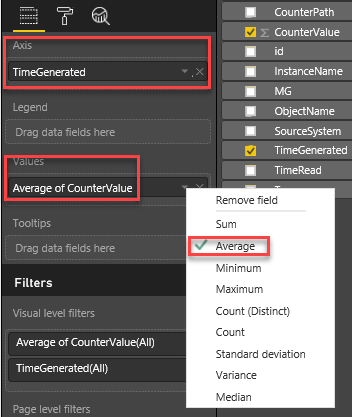 Axis
TimeGenerated
Legend
Drag data fields here
Values
Average of CounterValue
Tooltips
Drag data fields here
Filters
Visual level filters
Average of CounterValue(All)
TimeGenerated(All)
Page level filters
CounterPath
CounterValue
id
InstanceName
MG
ObjectName
SourceSystem
TimeGenerated
TimeRead
Remove field
Sum
Average
Minimum
Maximum
Count (Distinct)
Count
Standard deviation
Variance
Median